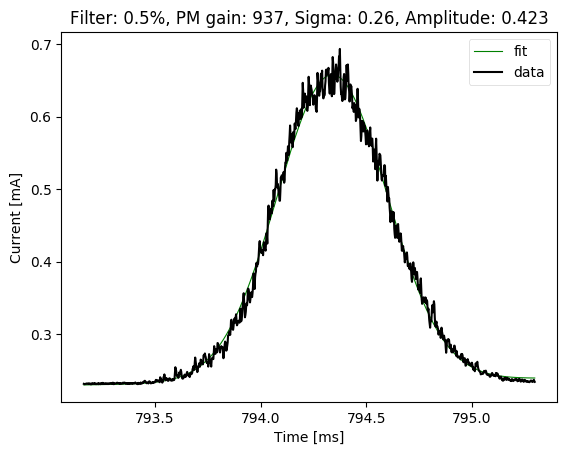 Filter: 0.5%, PM gain: 937, Sigma: 0.26, Amplitude: 0.423
fit
data
0.7
0.6
0.5
0.4
0.3
Current [mA]
793.5 794.0 794.5 795.0
Time [ms]